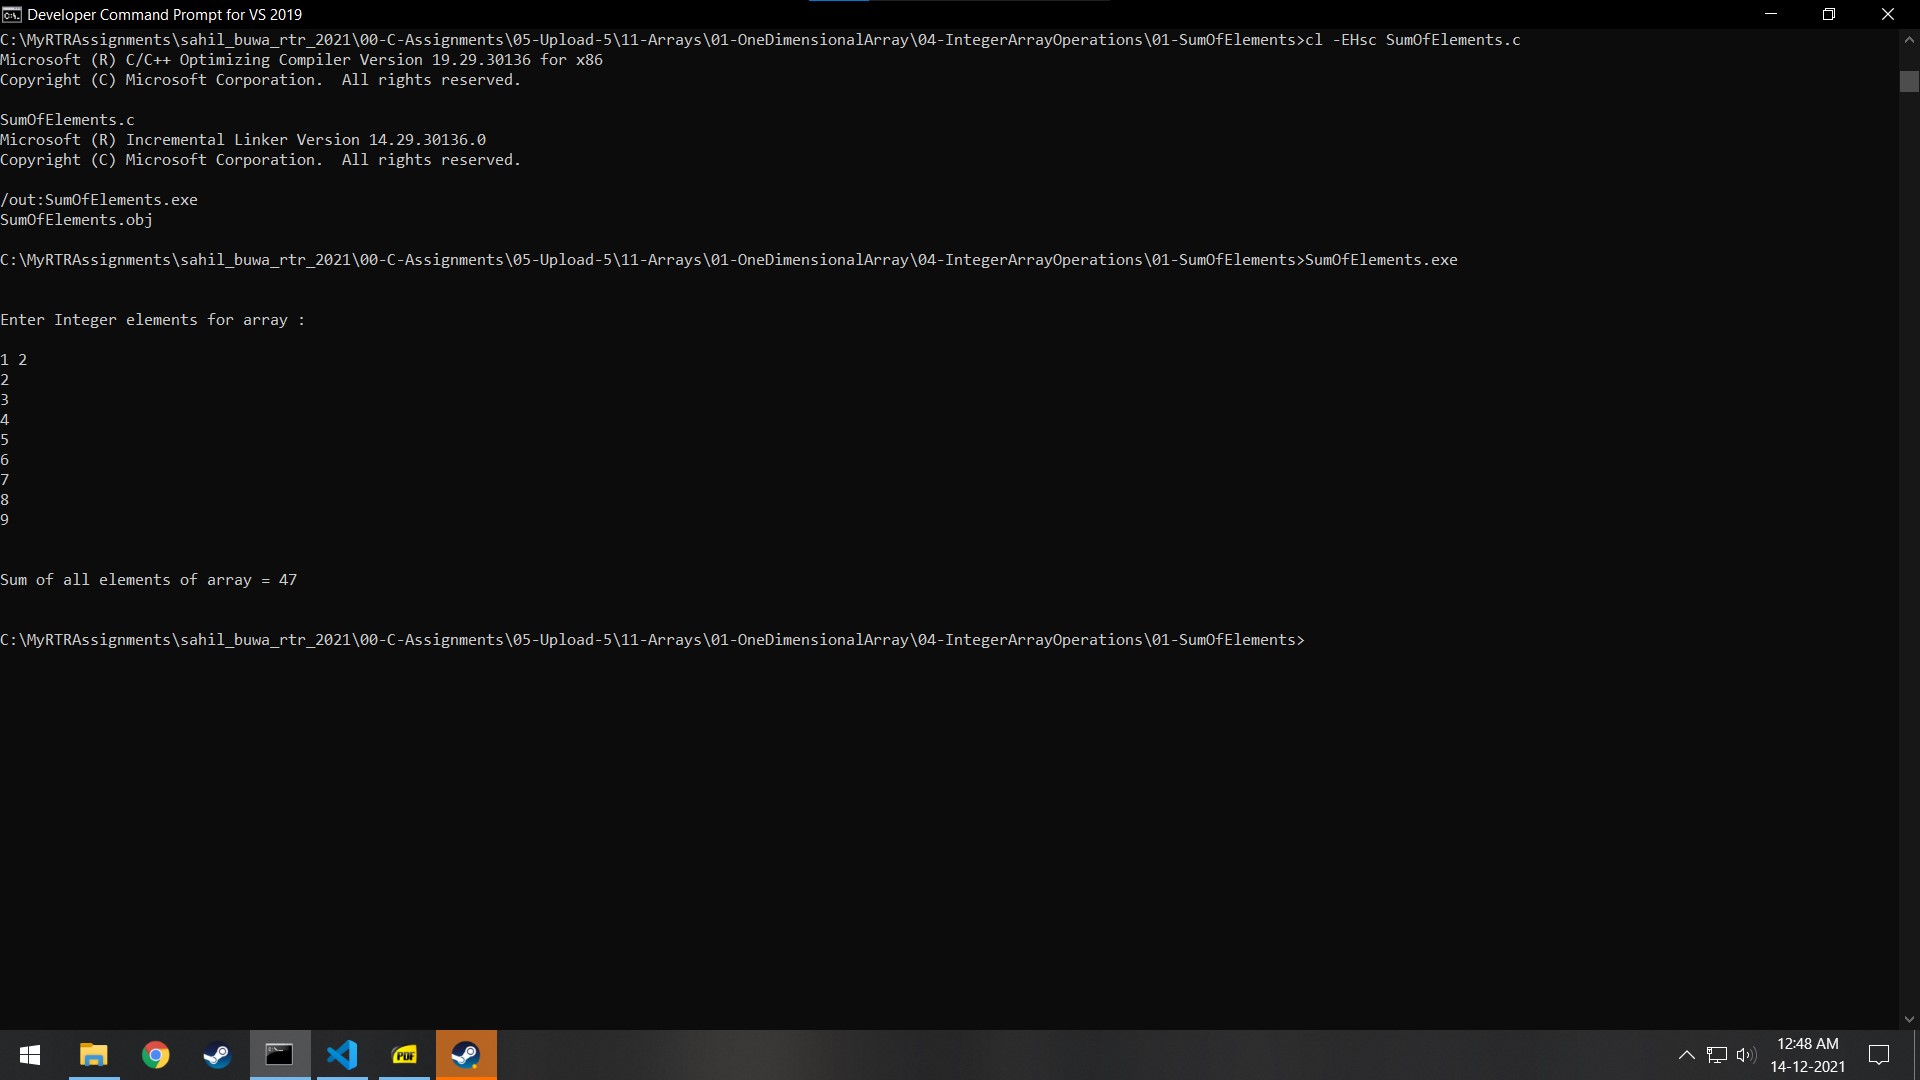 Developer Command Prompt for VS 2019
C:\MyRTRAssignments\sahil_buwa_rtr_2021\00-C-Assignments\05-Upload-5\11-Arrays\01-OneDimensionalArray\04-IntegerArrayOperations\01-SumOfElements>cl -EHsc SumOfElements.c
Microsoft (R) C/C++ Optimizing Compiler Version 19.29.30136 for x86
Copyright (C) Microsoft Corporation.  All rights reserved.
SumOfElements.c
Microsoft (R) Incremental Linker Version 14.29.30136.0
Copyright (C) Microsoft Corporation.  All rights reserved.
/out:SumOfElements.exe
SumOfElements.obj
C:\MyRTRAssignments\sahil_buwa_rtr_2021\00-C-Assignments\05-Upload-5\11-Arrays\01-OneDimensionalArray\04-IntegerArrayOperations\01-SumOfElements>SumOfElements.exe
Enter Integer elements for array :
1 2
2
3
4
5
6
7
8
9
Sum of all elements of array = 47
C:\MyRTRAssignments\sahil_buwa_rtr_2021\00-C-Assignments\05-Upload-5\11-Arrays\01-OneDimensionalArray\04-IntegerArrayOperations\01-SumOfElements>
PDF
12:48 AM
14-12-2021